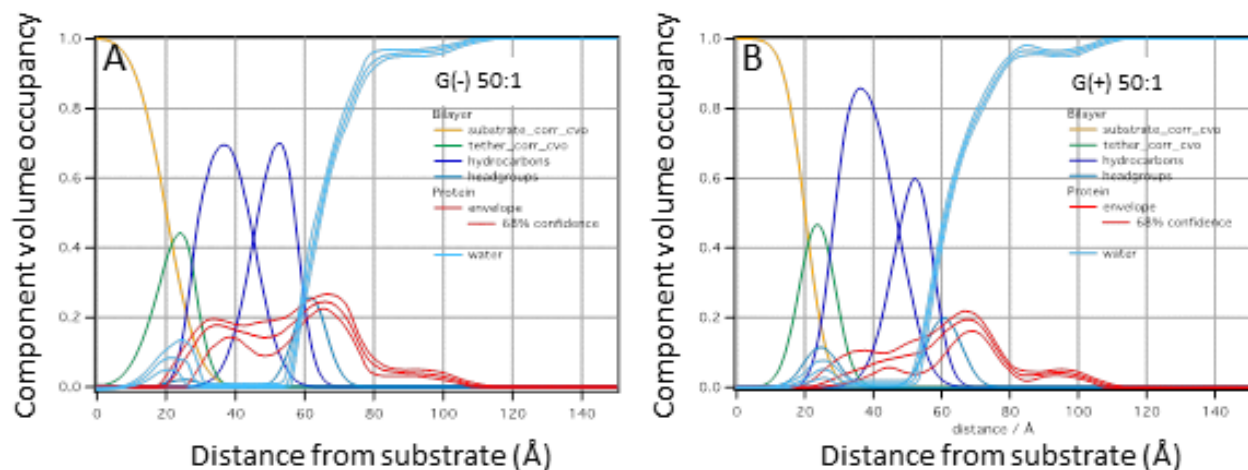 A
G(-) 50:1
Bilayer
substrate_corr_cvo
tether_corr_cvo
hydrocarbons
headgroups
Protein
envelope
68% confidence
water
Component volume occupancy
1.0
0.8
0.6
0.4
0.2
0.0
0 20 40 60 80 100 120 140
Distance from substrate (Å)
B
G(+) 50:1
Bilayer
substrate_corr_cvo
tether_corr_cvo
hydrocarbons
headgroups
Protein
envelope
68% confidence
water
Component volume occupancy
1.0
0.8
0.6
0.4
0.2
0.0
0 20 40 60 80 100 120 140
distance / Å
Distance from substrate (Å)